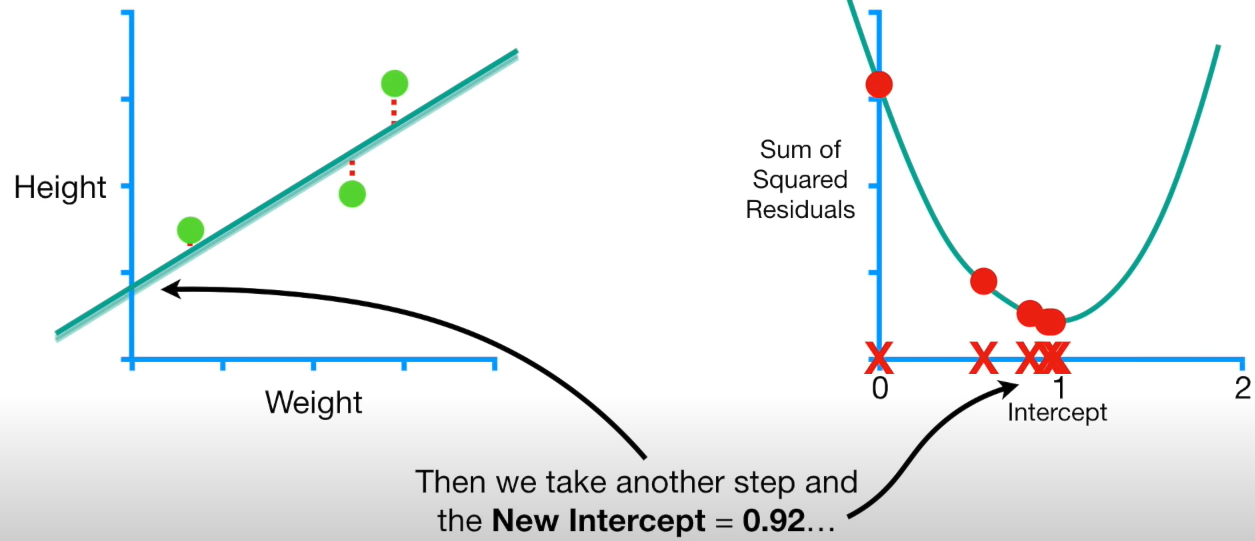 Height
Weight
Sum of
Squared
Residuals
0
1
2
Intercept
Then we take another step and
the New Intercept = 0.92…